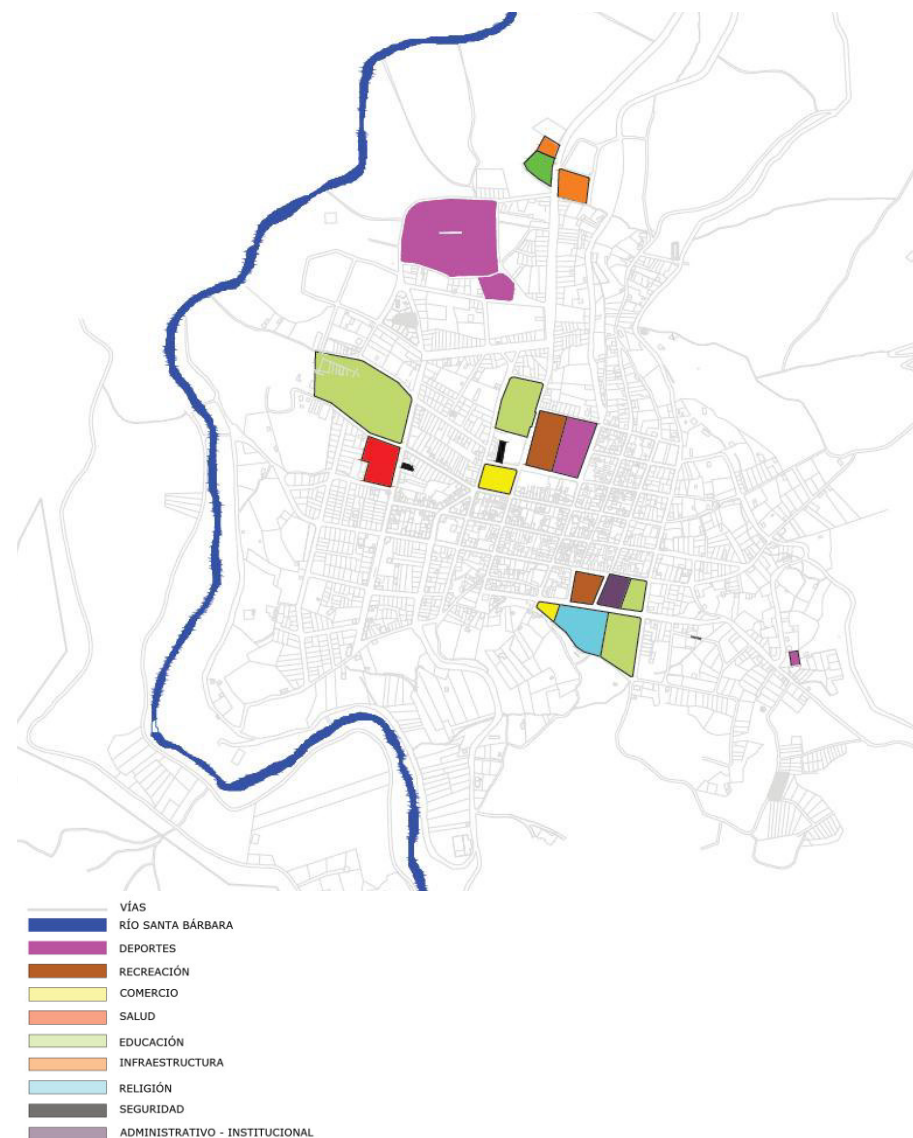 VÍAS
RÍO SANTA BÁRBARA
DEPORTES
RECREACIÓN
COMERCIO
SALUD
EDUCACIÓN
INFRAESTRUCTURA
RELIGIÓN
SEGURIDAD
ADMINISTRATIVO - INSTITUCIONAL